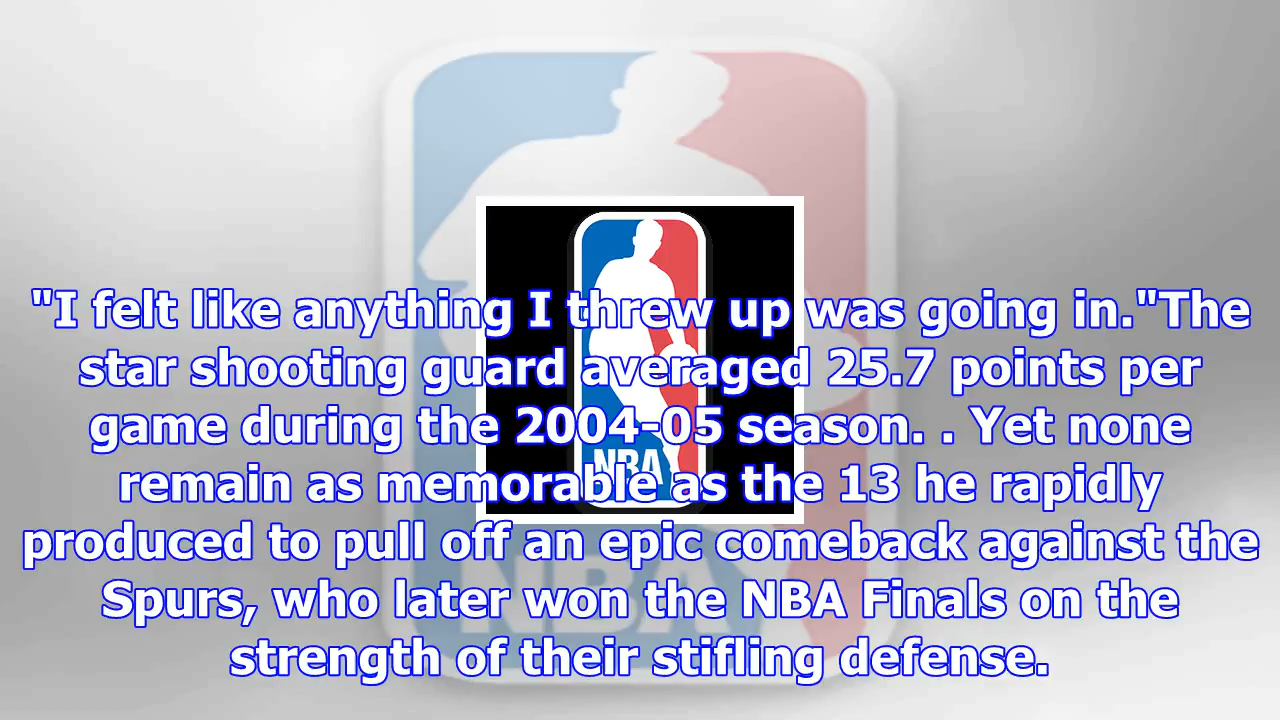 "I felt like anything I threw up was going in."The
star shooting guard averaged 25.7 points per
game during the 2004-05 season. . Yet none
remain as memorable as the 13 he rapidly
produced to pull off an epic comeback against the
Spurs, who later won the NBA Finals on the
strength of their stifling defense.
NBA
NBA